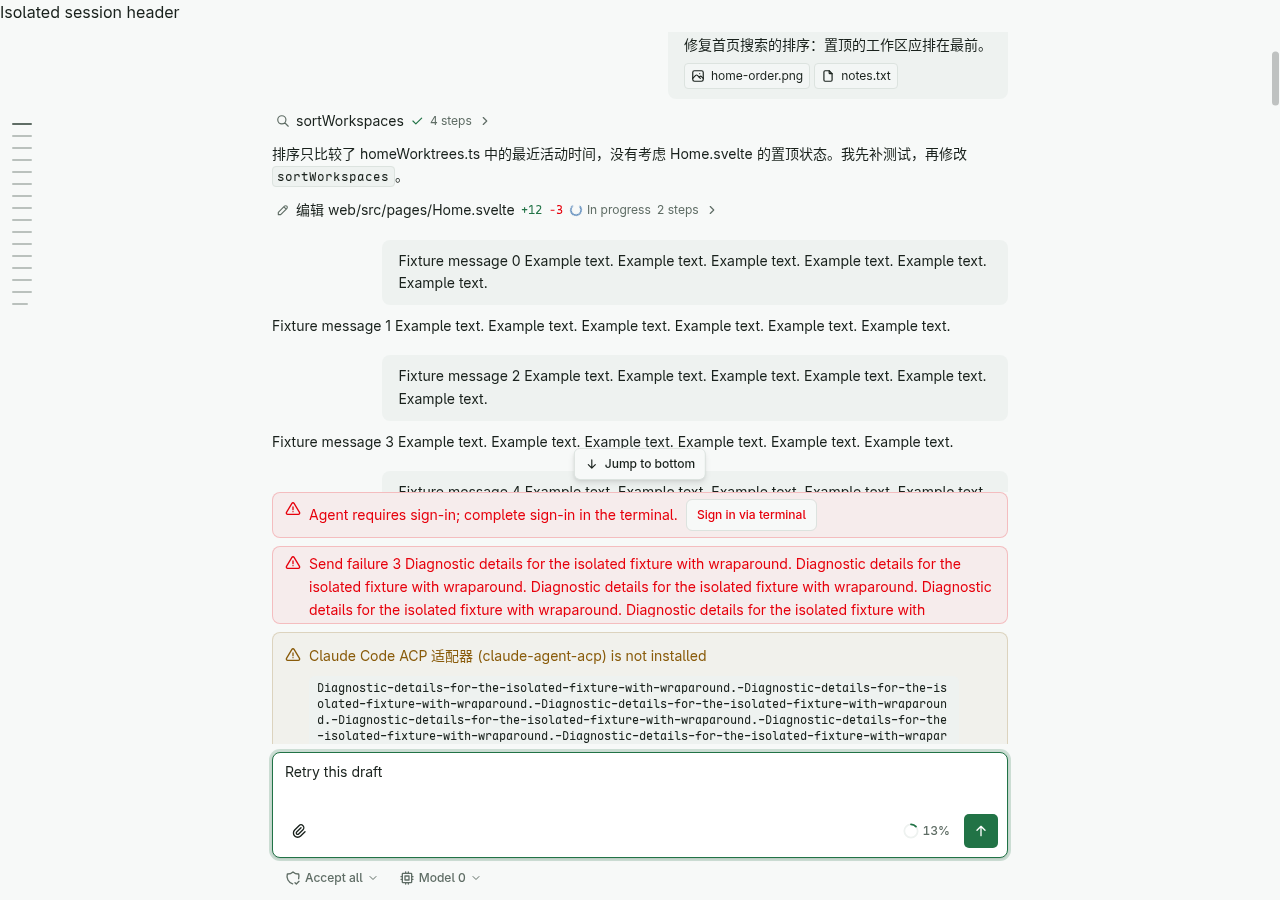 Isolated session header
修复首页搜索的排序：置顶的工作区应排在最前。
home-order.png notes.txt
sortWorkspaces 4 steps
排序只比较了 homeWorktrees.ts 中的最近活动时间，没有考虑 Home.svelte 的置顶状态。我先补测试，再修改
sortWorkspaces。
编辑 web/src/pages/Home.svelte +12 -3 In progress 2 steps
Fixture message 0 Example text. Example text. Example text. Example text. Example text.
Example text.
Fixture message 1 Example text. Example text. Example text. Example text. Example text. Example text.
Fixture message 2 Example text. Example text. Example text. Example text. Example text.
Example text.
Fixture message 3 Example text. Example text. Example text. Example text. Example text. Example text.
Jump to bottom
Fixture message 4 Example text. Example text. Example text. Example text. Example text.
Agent requires sign-in; complete sign-in in the terminal. Sign in via terminal
Send failure 3 Diagnostic details for the isolated fixture with wraparound. Diagnostic details for the
isolated fixture with wraparound. Diagnostic details for the isolated fixture with wraparound. Diagnostic
details for the isolated fixture with wraparound. Diagnostic details for the isolated fixture with
Claude Code ACP 适配器 (claude-agent-acp) is not installed
Diagnostic-details-for-the-isolated-fixture-with-wraparound.-Diagnostic-details-for-the-is
olated-fixture-with-wraparound.-Diagnostic-details-for-the-isolated-fixture-with-wraparoun
d.-Diagnostic-details-for-the-isolated-fixture-with-wraparound.-Diagnostic-details-for-the
-isolated-fixture-with-wraparound.-Diagnostic-details-for-the-isolated-fixture-with-wrapar
Retry this draft
13%
Accept all Model 0